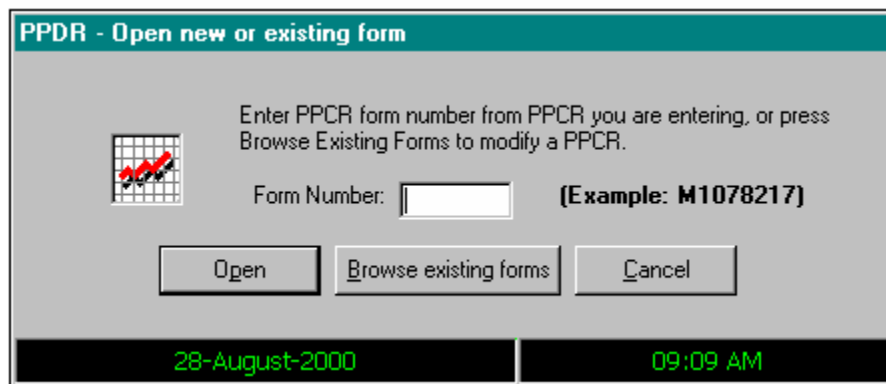 PPDR - Open new or existing form
Enter PPCR form number from PPCR you are entering, or press
Browse Existing Forms to modify a PPCR.
Form Number: (Example: M1078217)
Open Browse existing forms Cancel
28-August-2000 09:09 AM